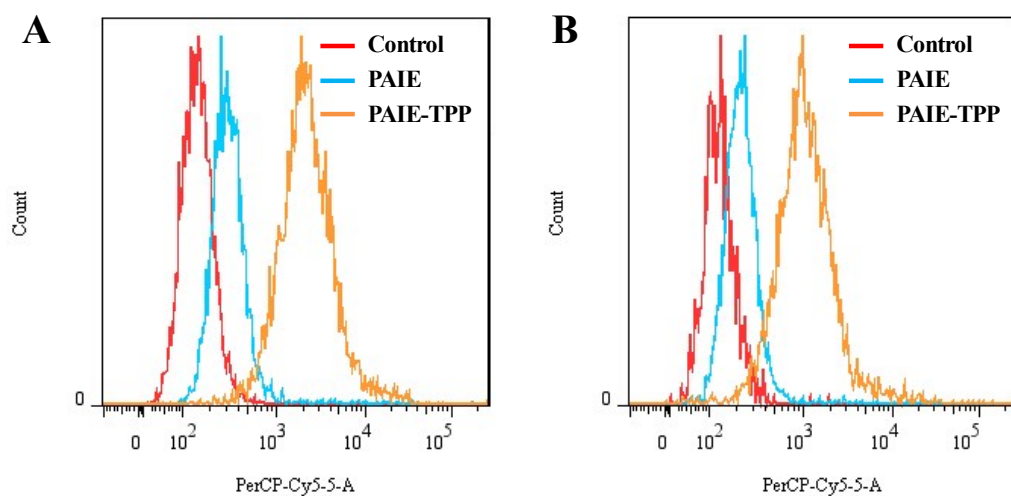 A
Control
PAIE
PAIE-TPP
Count
0
0 10^2 10^3 10^4 10^5
PerCP-Cy5-5-A
B
Control
PAIE
PAIE-TPP
Count
0
0 10^2 10^3 10^4 10^5
PerCP-Cy5-5-A